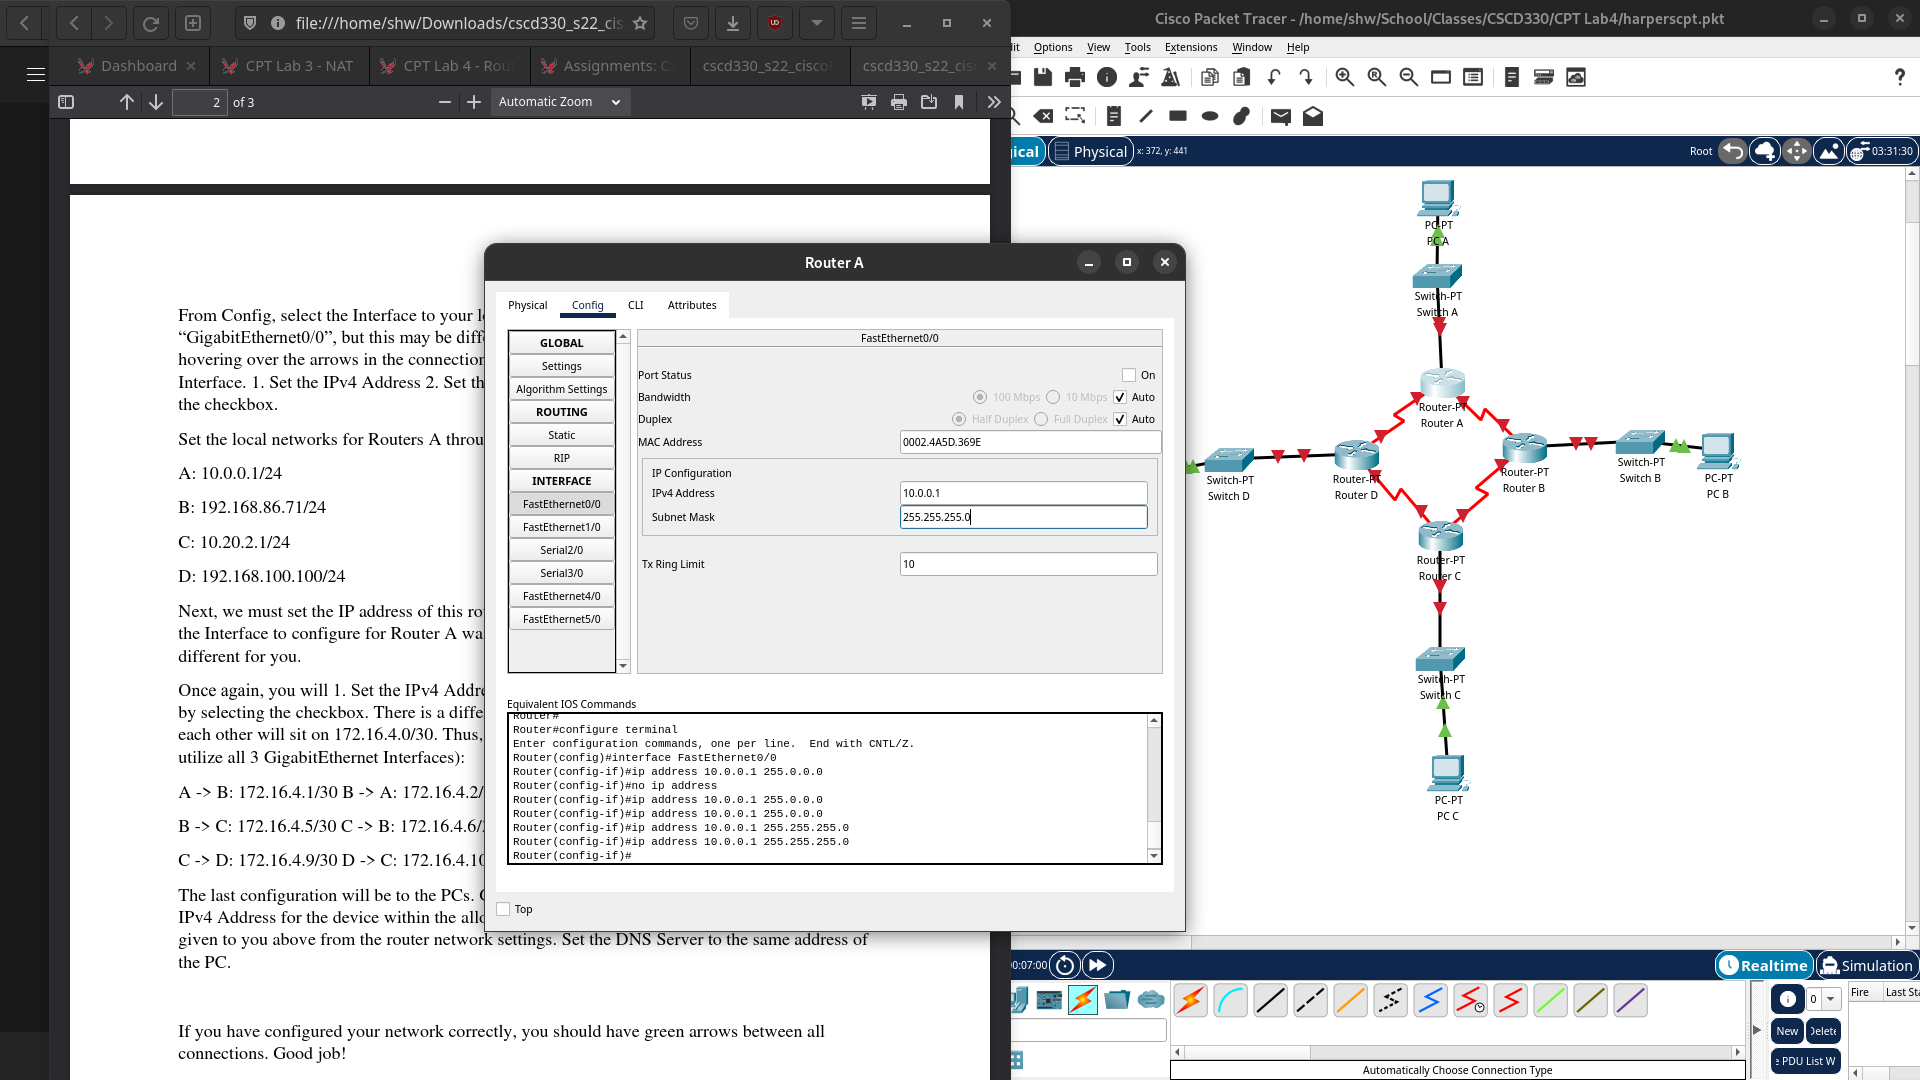 file:///home/shw/Downloads/cscd330_s22_cis
Dashboard
CPT Lab 3 - NAT
CPT Lab 4 - Rou
Assignments: C
cscd330_s22_cisco
cscd330_s22_cis
2 of 3
Automatic Zoom
From Config, select the Interface to your l
“GigabitEthernet0/0”, but this may be diff
hovering over the arrows in the connection
Interface. 1. Set the IPv4 Address 2. Set th
the checkbox.
Set the local networks for Routers A throu
A: 10.0.0.1/24
B: 192.168.86.71/24
C: 10.20.2.1/24
D: 192.168.100.100/24
Next, we must set the IP address of this rou
the Interface to configure for Router A wa
different for you.
Once again, you will 1. Set the IPv4 Addre
by selecting the checkbox. There is a diffe
each other will sit on 172.16.4.0/30. Thus,
utilize all 3 GigabitEthernet Interfaces):
A -> B: 172.16.4.1/30 B -> A: 172.16.4.2/
B -> C: 172.16.4.5/30 C -> B: 172.16.4.6/
C -> D: 172.16.4.9/30 D -> C: 172.16.4.10
The last configuration will be to the PCs. C
IPv4 Address for the device within the allo
given to you above from the router network settings. Set the DNS Server to the same address of
the PC.
If you have configured your network correctly, you should have green arrows between all
connections. Good job!
Router A
Physical
Config
CLI
Attributes
GLOBAL
Settings
Algorithm Settings
ROUTING
Static
RIP
INTERFACE
FastEthernet0/0
FastEthernet1/0
Serial2/0
Serial3/0
FastEthernet4/0
FastEthernet5/0
FastEthernet0/0
Port Status
On
Bandwidth
100 Mbps
10 Mbps
Auto
Duplex
Half Duplex
Full Duplex
Auto
MAC Address
0002.4A5D.369E
IP Configuration
IPv4 Address
10.0.0.1
Subnet Mask
255.255.255.0
Tx Ring Limit
10
Equivalent IOS Commands
Router#
Router#configure terminal
Enter configuration commands, one per line.  End with CNTL/Z.
Router(config)#interface FastEthernet0/0
Router(config-if)#ip address 10.0.0.1 255.0.0.0
Router(config-if)#no ip address
Router(config-if)#ip address 10.0.0.1 255.0.0.0
Router(config-if)#ip address 10.0.0.1 255.0.0.0
Router(config-if)#ip address 10.0.0.1 255.255.255.0
Router(config-if)#ip address 10.0.0.1 255.255.255.0
Router(config-if)#
Top
Cisco Packet Tracer - /home/shw/School/Classes/CSCD330/CPT Lab4/harperscpt.pkt
dit
Options
View
Tools
Extensions
Window
Help
?
ical
Physical
x: 372, y: 441
Root
03:31:30
PC-PT
PC A
Switch-PT
Switch A
Router-PT
Router A
Switch-PT
Switch D
Router-PT
Router D
Router-PT
Router B
Switch-PT
Switch B
PC-PT
PC B
Router-PT
Router C
Switch-PT
Switch C
PC-PT
PC C
0:07:00
Realtime
Simulation
0
New
Delete
e PDU List W
Fire
Last Sta
Automatically Choose Connection Type